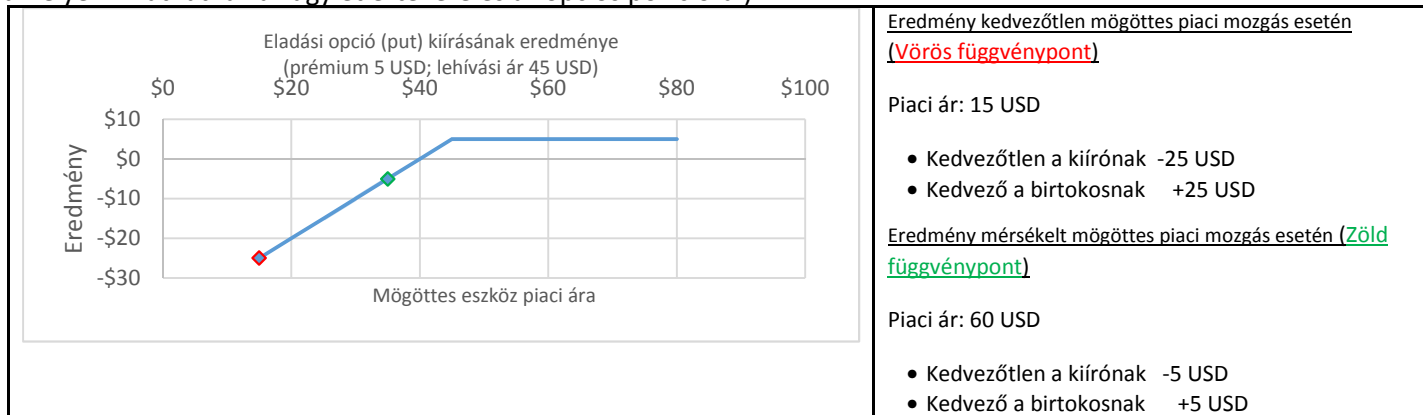 Eladási opció (put) kiírásának eredménye
(prémium 5 USD; lehívási ár 45 USD)
$0 $20 $40 $60 $80 $100
$10
$0
-$10
-$20
-$30
Eredmény
Mögöttes eszköz piaci ára
Eredmény kedvezőtlen mögöttes piaci mozgás esetén
(Vörös függvénypont)
Piaci ár: 15 USD
• Kedvezőtlen a kiírónak -25 USD
• Kedvező a birtokosnak +25 USD
Eredmény mérsékelt mögöttes piaci mozgás esetén (Zöld
függvénypont)
Piaci ár: 60 USD
• Kedvezőtlen a kiírónak -5 USD
• Kedvező a birtokosnak +5 USD